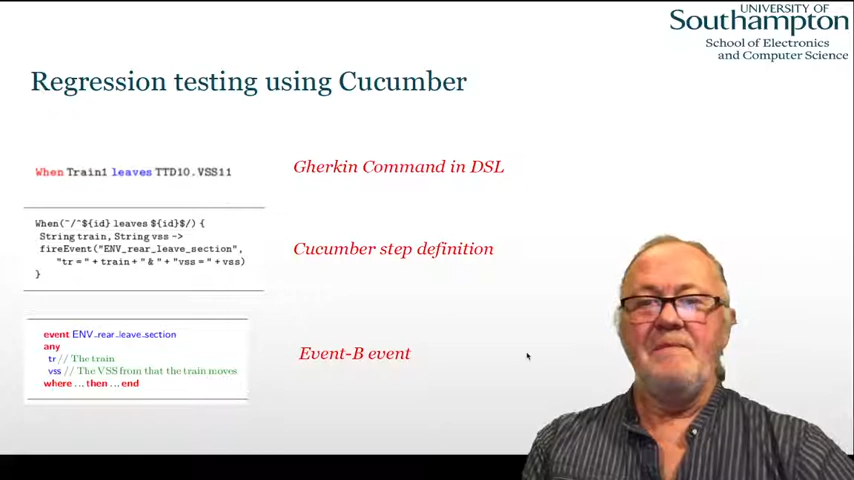 UNIVERSITY OF
Southampton
School of Electronics
and Computer Science
Regression testing using Cucumber
When Train1 leaves TTD10.VSS11
Gherkin Command in DSL
When(~/^${id} leaves ${id}$/) {
String train, String vss ->
fireEvent("ENV_rear_leave_section",
"tr = " + train + " & " + "vss = " + vss)
}
Cucumber step definition
event ENV_rear_leave_section
any
tr // The train
vss // The VSS from that the train moves
where ... then ... end
Event-B event